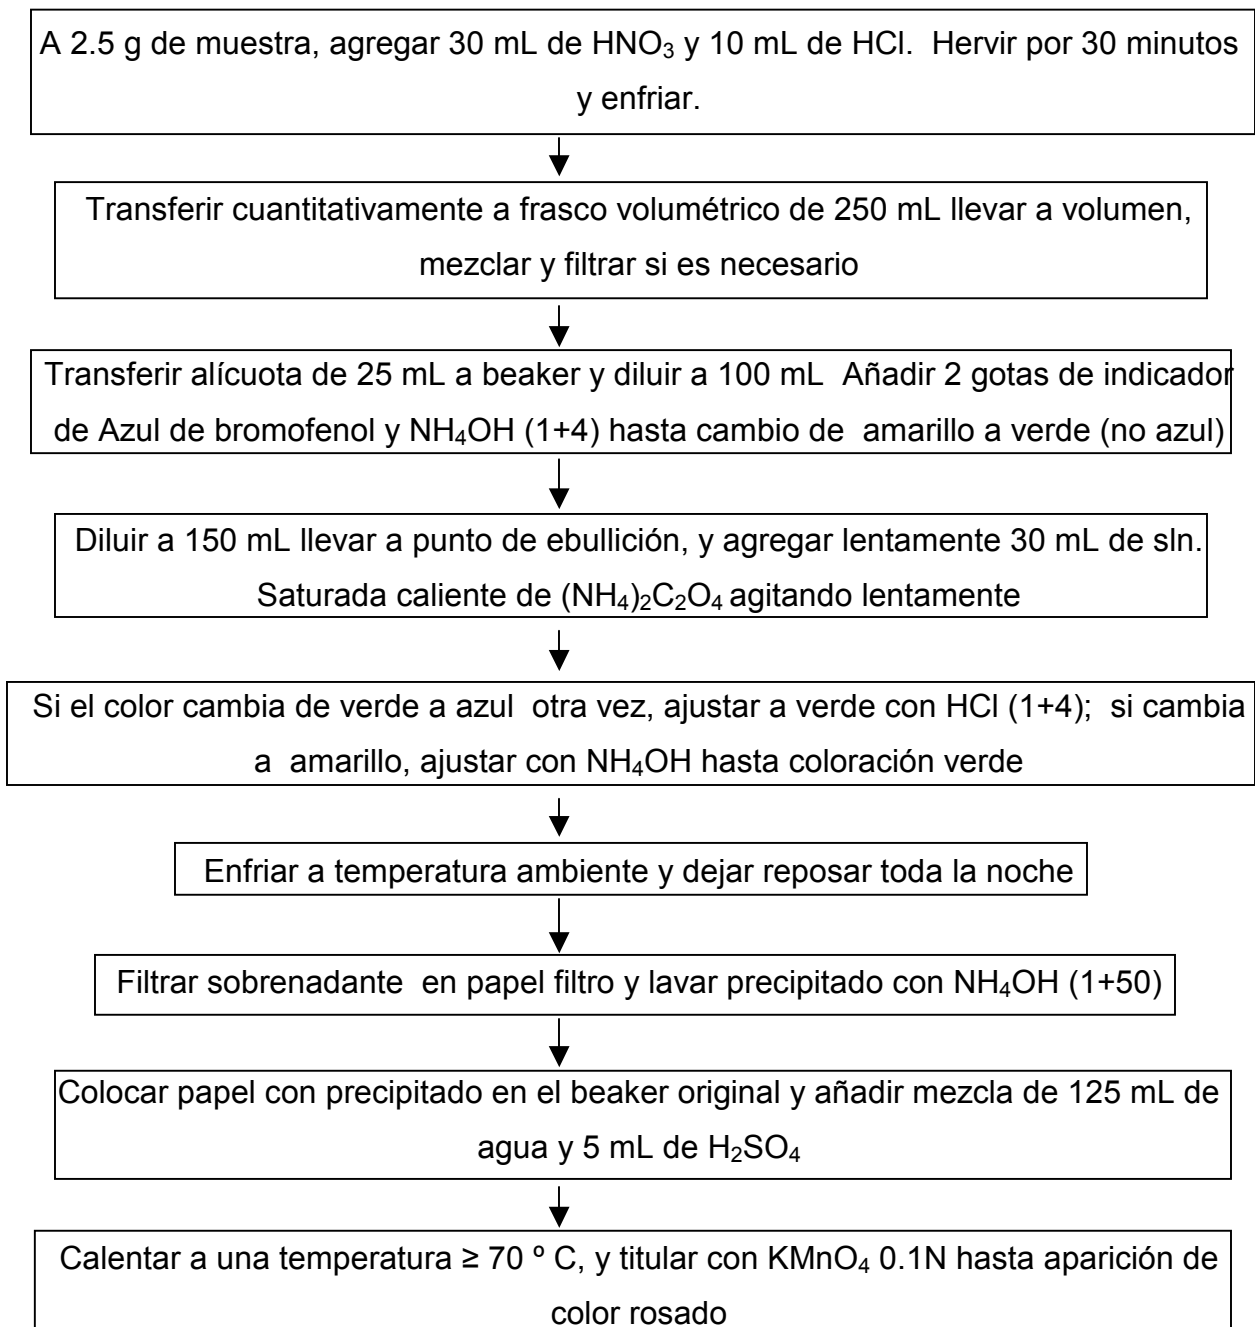 A 2.5 g de muestra, agregar 30 mL de HNO₃ y 10 mL de HCl.  Hervir por 30 minutos
y enfriar.
Transferir cuantitativamente a frasco volumétrico de 250 mL llevar a volumen,
mezclar y filtrar si es necesario
Transferir alícuota de 25 mL a beaker y diluir a 100 mL  Añadir 2 gotas de indicador
de Azul de bromofenol y NH₄OH (1+4) hasta cambio de  amarillo a verde (no azul)
Diluir a 150 mL llevar a punto de ebullición, y agregar lentamente 30 mL de sln.
Saturada caliente de (NH₄)₂C₂O₄ agitando lentamente
Si el color cambia de verde a azul  otra vez, ajustar a verde con HCl (1+4);  si cambia
a  amarillo, ajustar con NH₄OH hasta coloración verde
Enfriar a temperatura ambiente y dejar reposar toda la noche
Filtrar sobrenadante  en papel filtro y lavar precipitado con NH₄OH (1+50)
Colocar papel con precipitado en el beaker original y añadir mezcla de 125 mL de
agua y 5 mL de H₂SO₄
Calentar a una temperatura ≥ 70 º C, y titular con KMnO₄ 0.1N hasta aparición de
color rosado